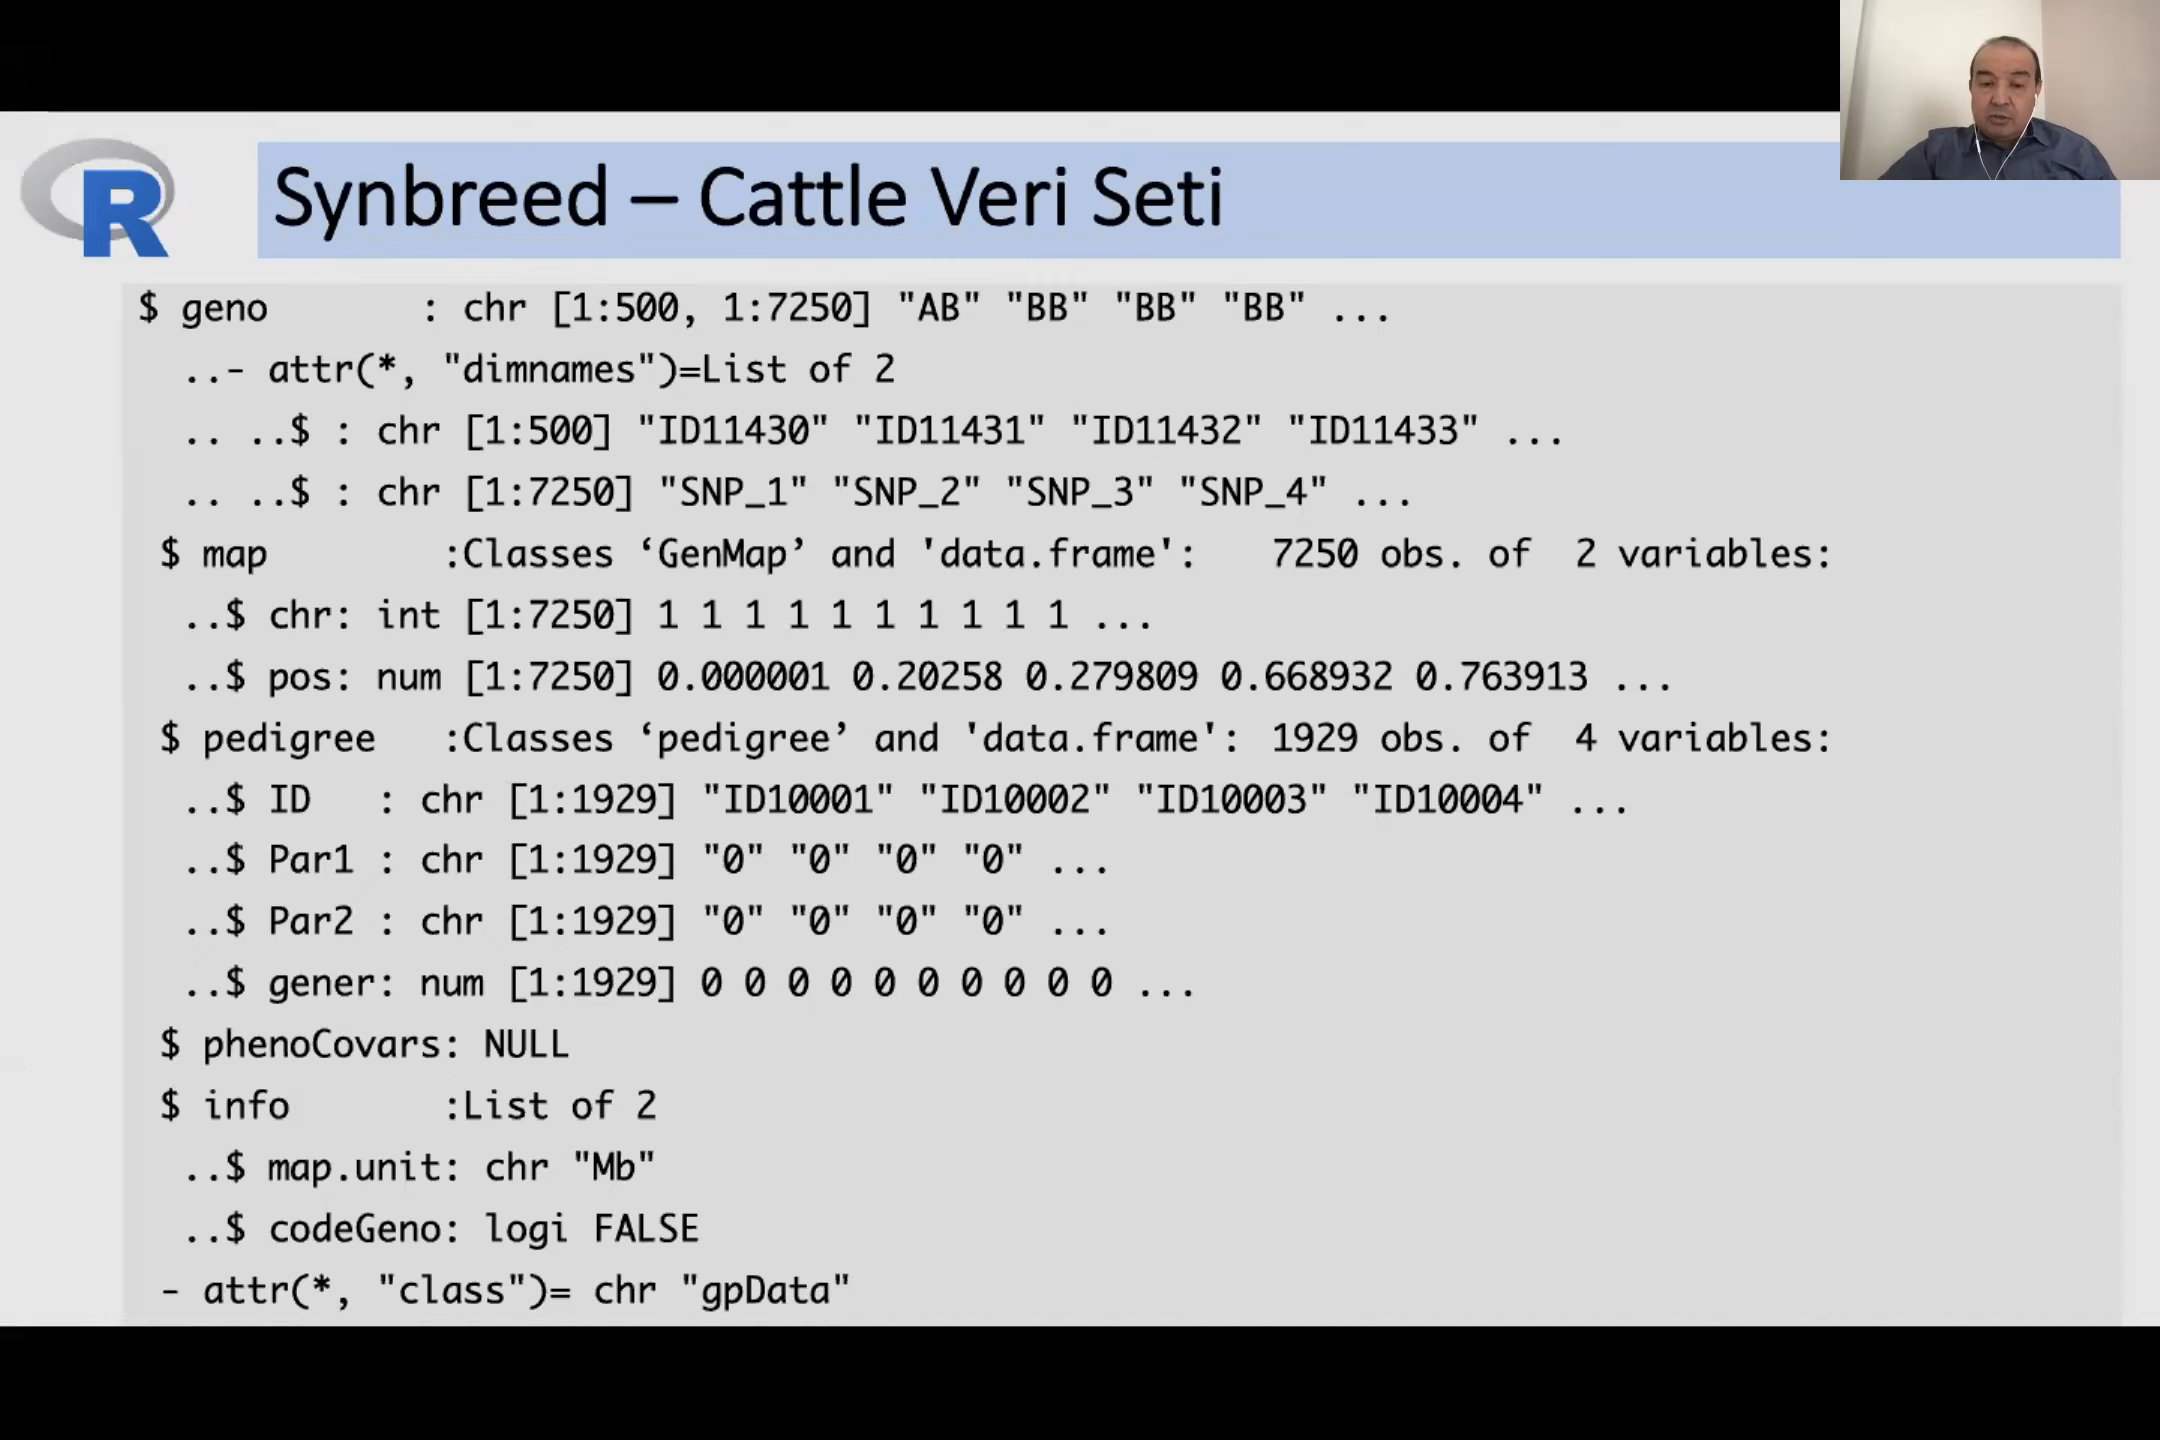 R
Synbreed – Cattle Veri Seti
$ geno       : chr [1:500, 1:7250] "AB" "BB" "BB" "BB" ...
..- attr(*, "dimnames")=List of 2
.. ..$ : chr [1:500] "ID11430" "ID11431" "ID11432" "ID11433" ...
.. ..$ : chr [1:7250] "SNP_1" "SNP_2" "SNP_3" "SNP_4" ...
$ map        :Classes ‘GenMap’ and 'data.frame':   7250 obs. of  2 variables:
..$ chr: int [1:7250] 1 1 1 1 1 1 1 1 1 1 ...
..$ pos: num [1:7250] 0.000001 0.20258 0.279809 0.668932 0.763913 ...
$ pedigree   :Classes ‘pedigree’ and 'data.frame': 1929 obs. of  4 variables:
..$ ID   : chr [1:1929] "ID10001" "ID10002" "ID10003" "ID10004" ...
..$ Par1 : chr [1:1929] "0" "0" "0" "0" ...
..$ Par2 : chr [1:1929] "0" "0" "0" "0" ...
..$ gener: num [1:1929] 0 0 0 0 0 0 0 0 0 0 ...
$ phenoCovars: NULL
$ info       :List of 2
..$ map.unit: chr "Mb"
..$ codeGeno: logi FALSE
- attr(*, "class")= chr "gpData"